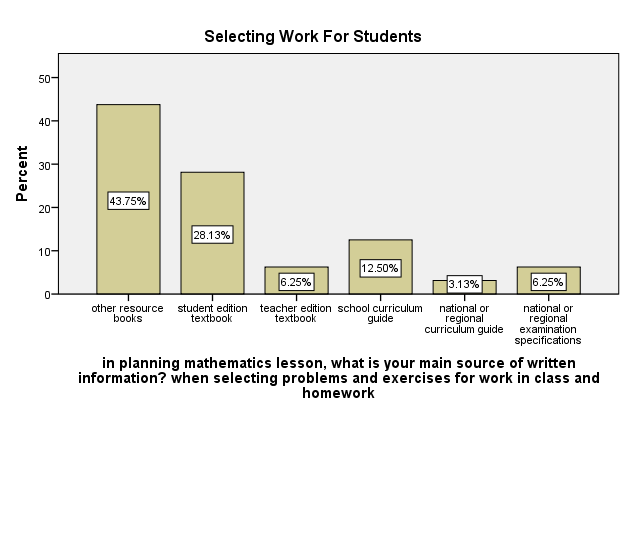 Selecting Work For Students
Percent
50
40
30
20
10
0
43.75%
28.13%
6.25%
12.50%
3.13%
6.25%
other resource
books
student edition
textbook
teacher edition
textbook
school curriculum
guide
national or
regional
curriculum guide
national or
regional
examination
specifications
in planning mathematics lesson, what is your main source of written
information? when selecting problems and exercises for work in class and
homework